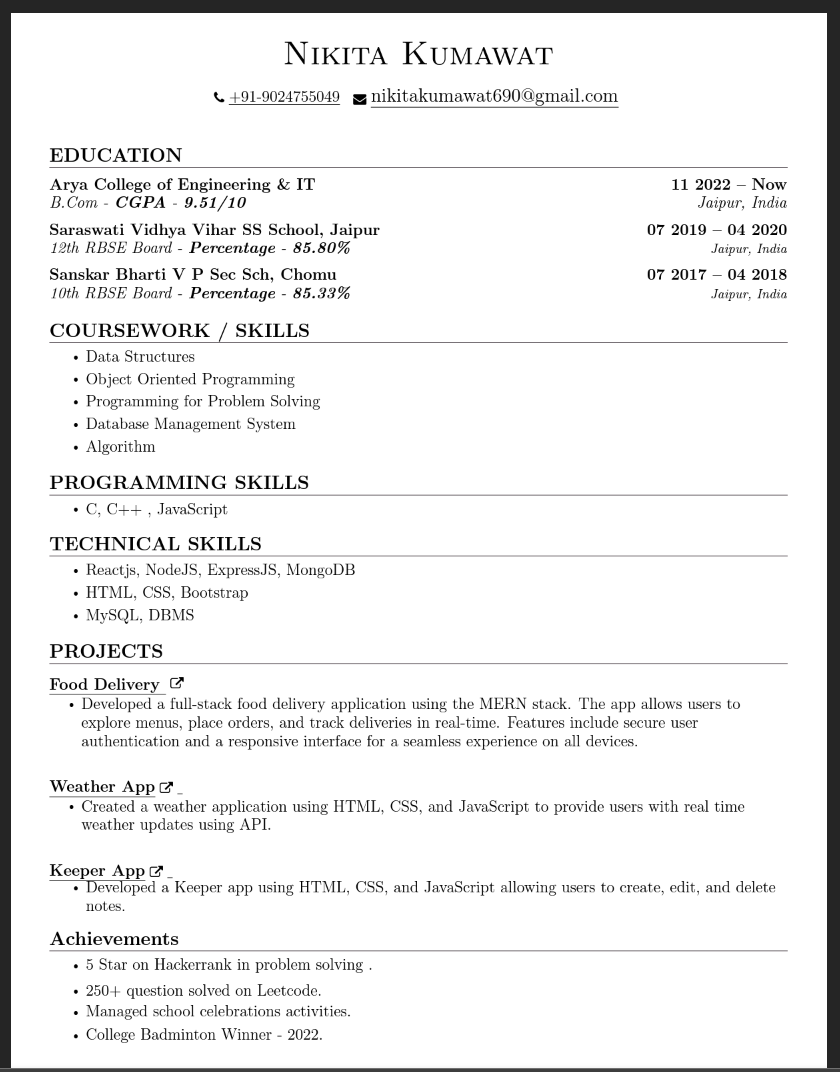 Nikita Kumawat
+91-9024755049 nikitakumawat690@gmail.com
EDUCATION
Arya College of Engineering & IT 11 2022 – Now
B.Com - CGPA - 9.51/10 Jaipur, India
Saraswati Vidhya Vihar SS School, Jaipur 07 2019 – 04 2020
12th RBSE Board - Percentage - 85.80% Jaipur, India
Sanskar Bharti V P Sec Sch, Chomu 07 2017 – 04 2018
10th RBSE Board - Percentage - 85.33% Jaipur, India
COURSEWORK / SKILLS
• Data Structures
• Object Oriented Programming
• Programming for Problem Solving
• Database Management System
• Algorithm
PROGRAMMING SKILLS
• C, C++ , JavaScript
TECHNICAL SKILLS
• Reactjs, NodeJS, ExpressJS, MongoDB
• HTML, CSS, Bootstrap
• MySQL, DBMS
PROJECTS
Food Delivery
• Developed a full-stack food delivery application using the MERN stack. The app allows users to
explore menus, place orders, and track deliveries in real-time. Features include secure user
authentication and a responsive interface for a seamless experience on all devices.
Weather App
• Created a weather application using HTML, CSS, and JavaScript to provide users with real time
weather updates using API.
Keeper App
• Developed a Keeper app using HTML, CSS, and JavaScript allowing users to create, edit, and delete
notes.
Achievements
• 5 Star on Hackerrank in problem solving .
• 250+ question solved on Leetcode.
• Managed school celebrations activities.
• College Badminton Winner - 2022.